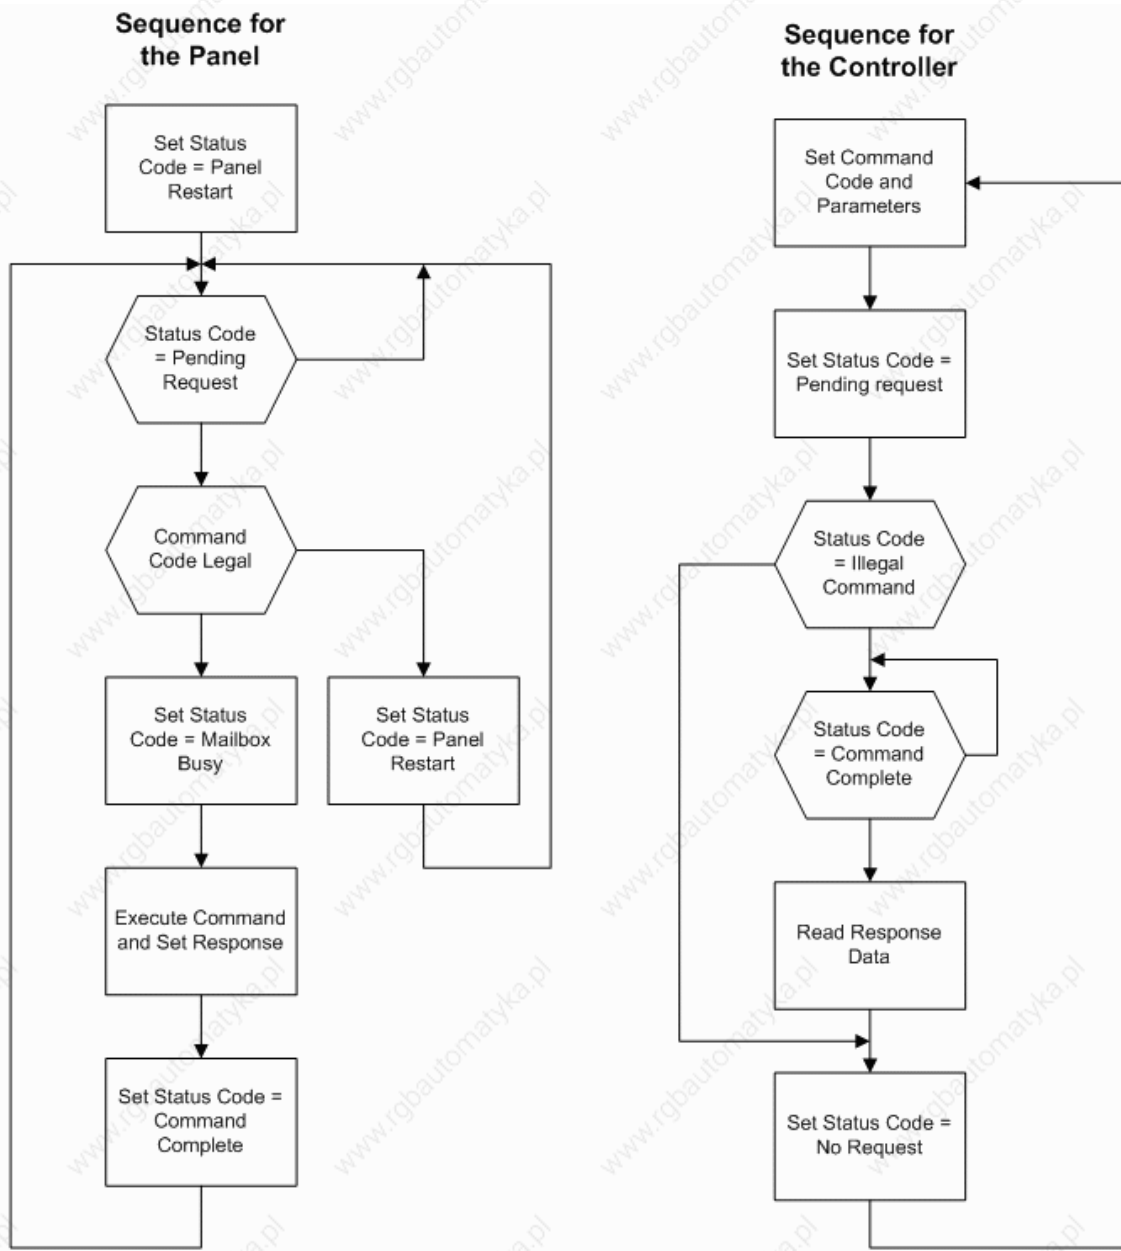 Sequence for
the Panel
Set Status
Code = Panel
Restart
Status Code
= Pending
Request
Command
Code Legal
Set Status
Code = Mailbox
Busy
Set Status
Code = Panel
Restart
Execute Command
and Set Response
Set Status Code =
Command
Complete
Sequence for
the Controller
Set Command
Code and
Parameters
Set Status Code =
Pending request
Status Code
= Illegal
Command
Status Code
= Command
Complete
Read Response
Data
Set Status Code =
No Request
www.rgbautomatyka.pl